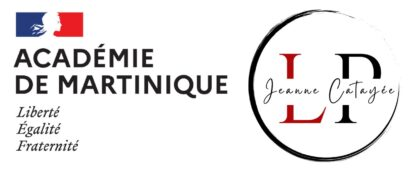 ACADÉMIE
DE MARTINIQUE
Liberté
Égalité
Fraternité
LP
Jeanne Catayée